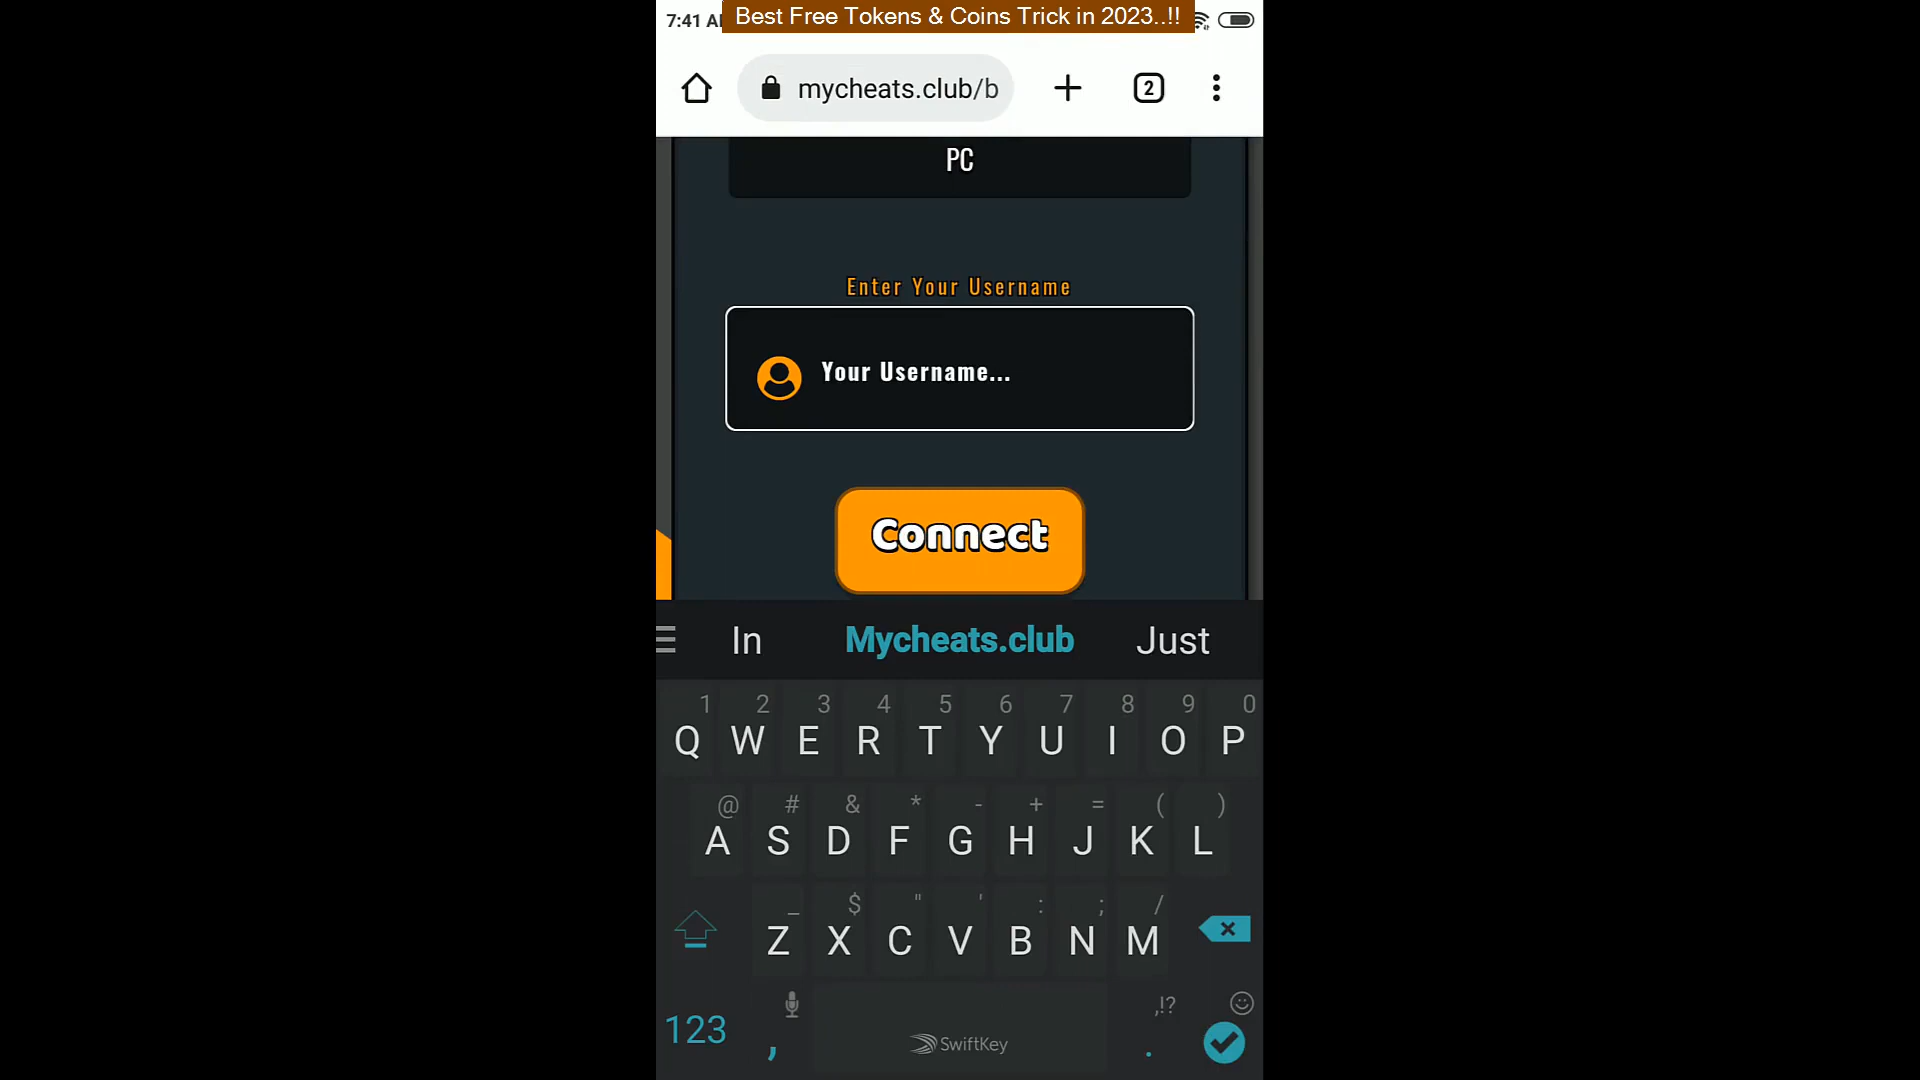 Best Free Tokens & Coins Trick in 2023..!!
7:41
mycheats.club/b
2
PC
Enter Your Username
Your Username...
Connect
In Mycheats.club Just
1 2 3 4 5 6 7 8 9 0
Q W E R T Y U I O P
@ # & * - + = ( )
A S D F G H J K L
_ $ " ' : ; /
Z X C V B N M
,!?
123 , SwiftKey .